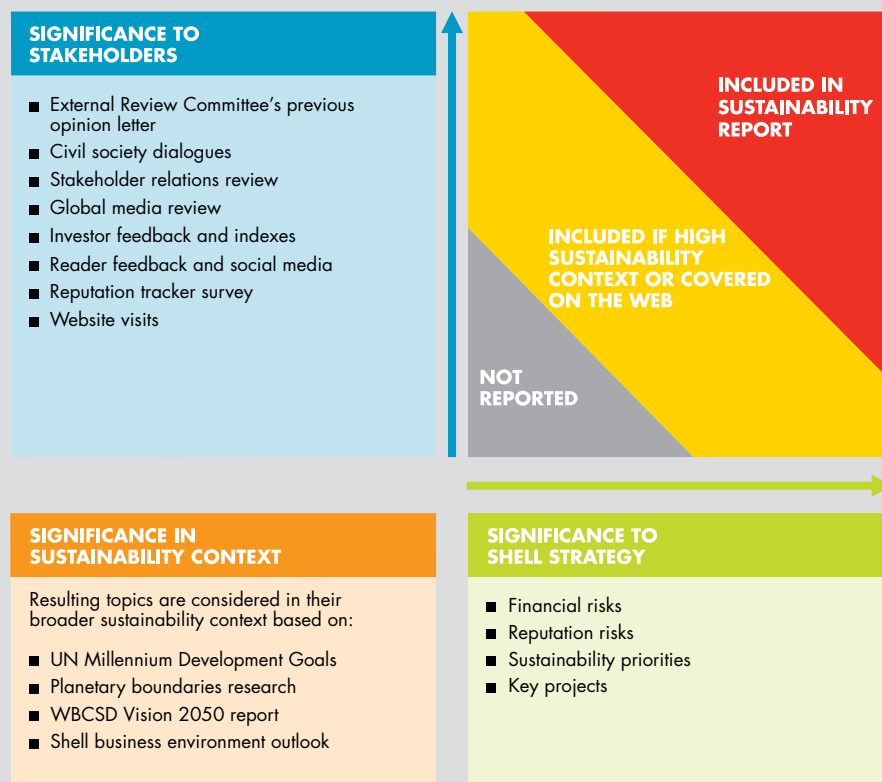 SIGNIFICANCE TO
STAKEHOLDERS
■ External Review Committee’s previous
opinion letter
■ Civil society dialogues
■ Stakeholder relations review
■ Global media review
■ Investor feedback and indexes
■ Reader feedback and social media
■ Reputation tracker survey
■ Website visits
INCLUDED IN
SUSTAINABILITY
REPORT
INCLUDED IF HIGH
SUSTAINABILITY
CONTEXT OR COVERED
ON THE WEB
NOT
REPORTED
SIGNIFICANCE IN
SUSTAINABILITY CONTEXT
Resulting topics are considered in their
broader sustainability context based on:
■ UN Millennium Development Goals
■ Planetary boundaries research
■ WBCSD Vision 2050 report
■ Shell business environment outlook
SIGNIFICANCE TO
SHELL STRATEGY
■ Financial risks
■ Reputation risks
■ Sustainability priorities
■ Key projects